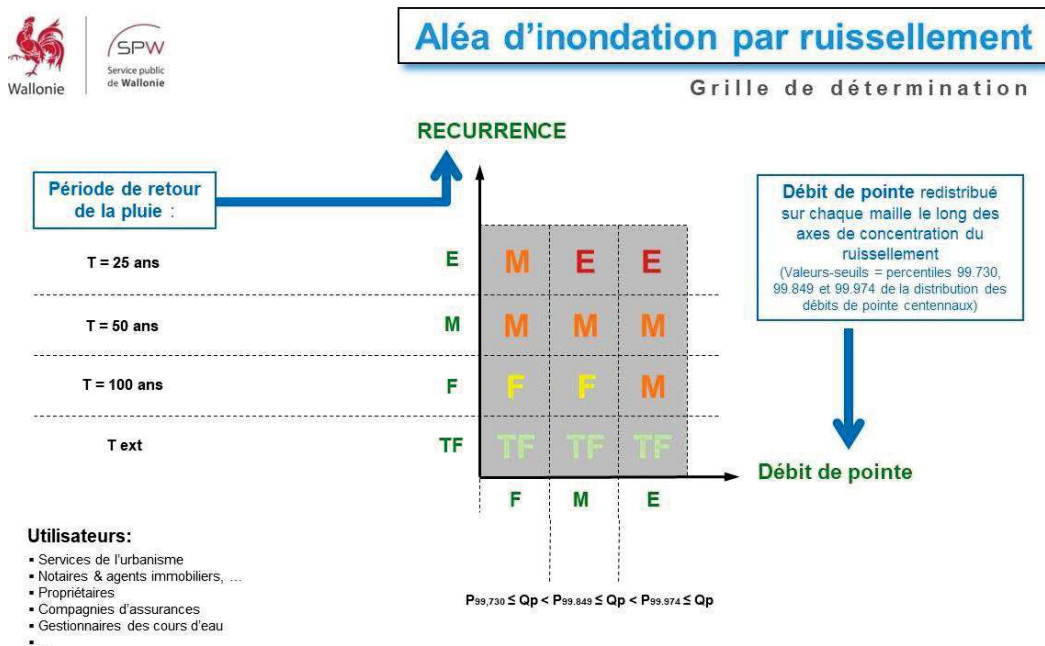 Wallonie
SPW
Service public
de Wallonie
Aléa d'inondation par ruissellement
Grille de détermination
RECURRENCE
Période de retour
de la pluie :
Débit de pointe redistribué
sur chaque maille le long des
axes de concentration du
ruissellement
(Valeurs-seuils = percentiles 99.730,
99.849 et 99.974 de la distribution des
débits de pointe centennaux)
T = 25 ans E M E E
T = 50 ans M M M M
T = 100 ans F F F M
T ext TF TF TF TF
Débit de pointe
F M E
Utilisateurs:
▪ Services de l'urbanisme
▪ Notaires & agents immobiliers, ...
▪ Propriétaires
▪ Compagnies d'assurances
▪ Gestionnaires des cours d'eau
▪ ...
P99,730 ≤ Qp < P99.849 ≤ Qp < P99.974 ≤ Qp